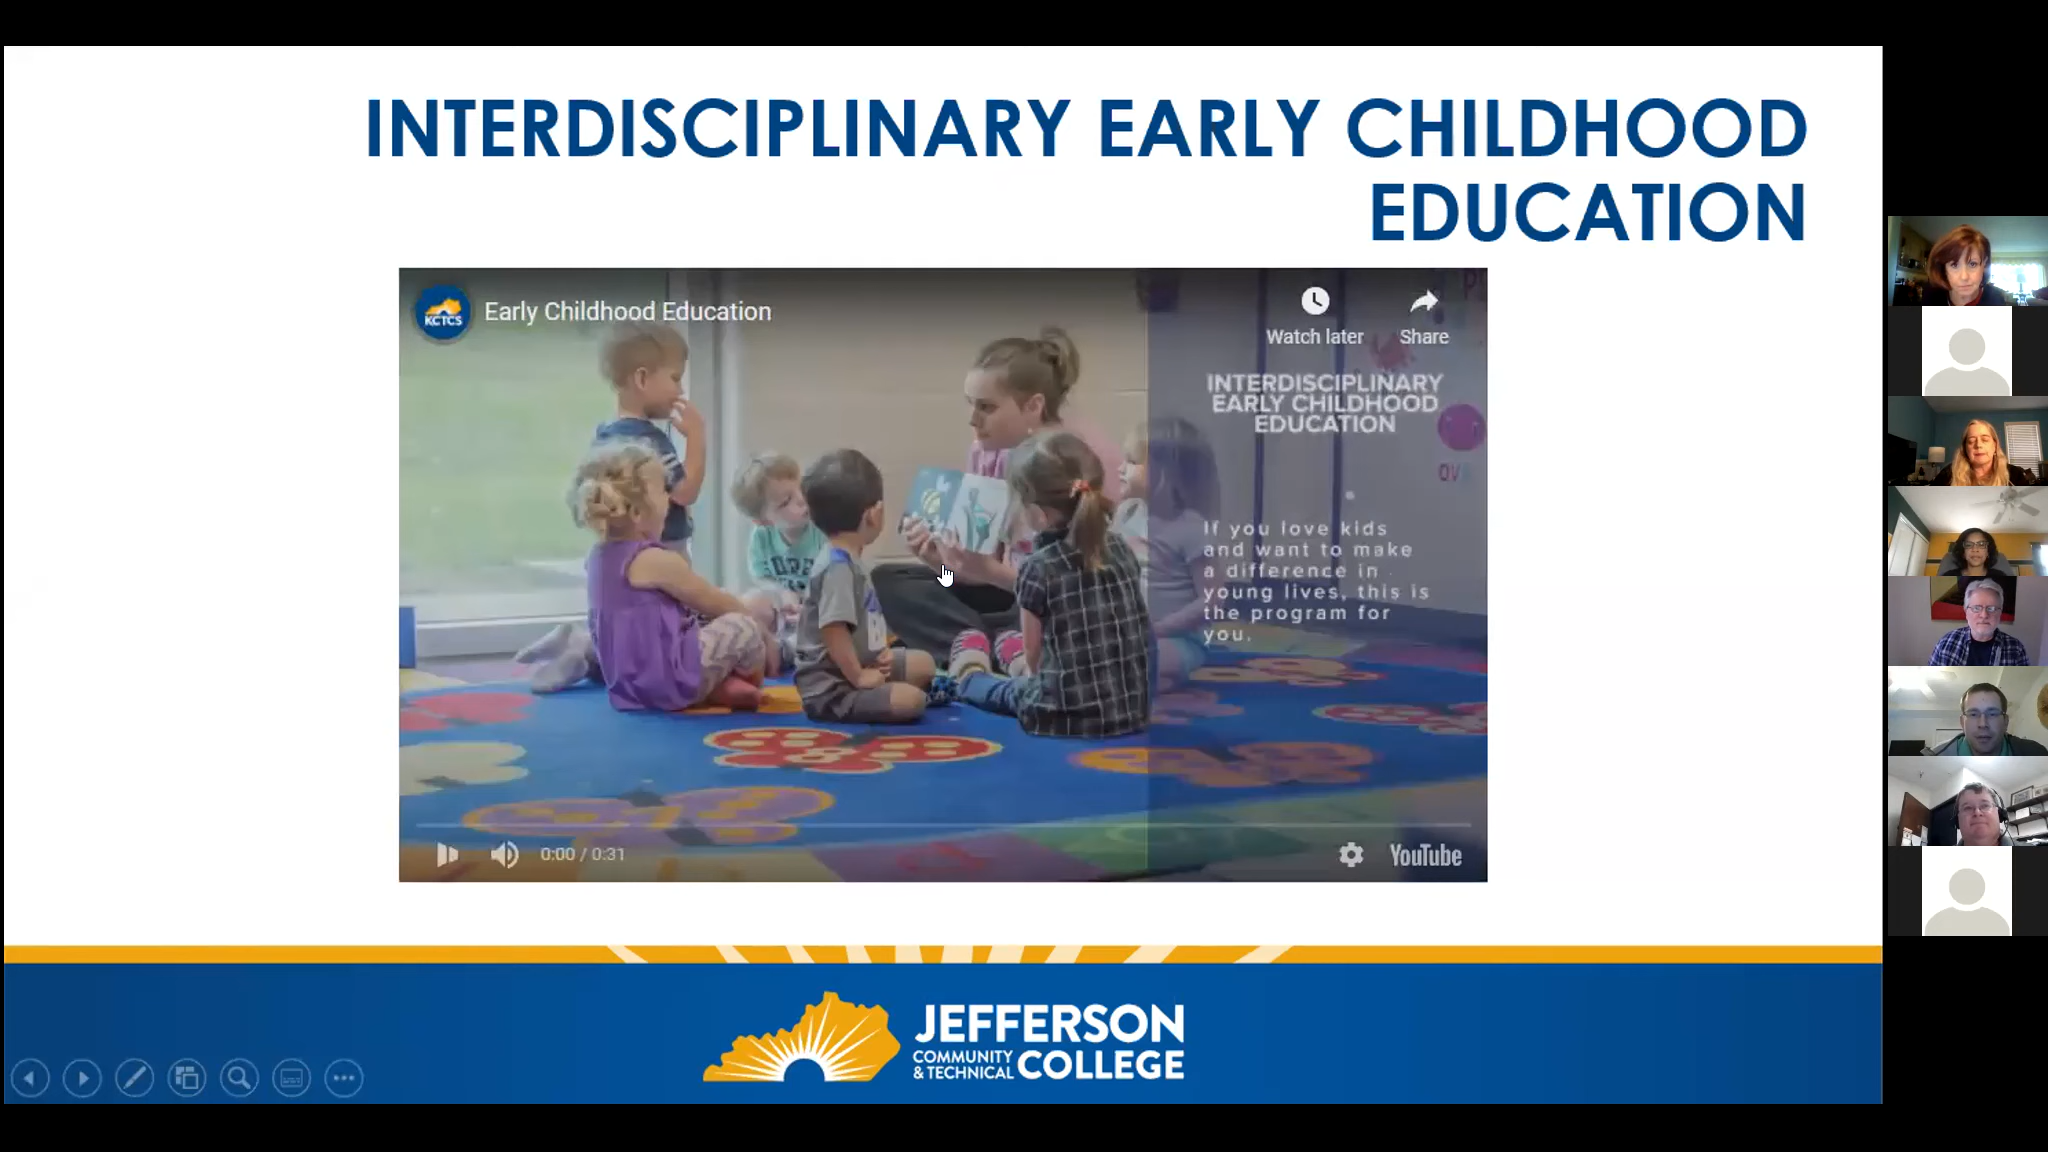 INTERDISCIPLINARY EARLY CHILDHOOD
EDUCATION
KCTCS
Early Childhood Education
Watch later
Share
INTERDISCIPLINARY
EARLY CHILDHOOD
EDUCATION
If you love kids
and want to make
a difference in
young lives, this is
the program for
you.
0:00 / 0:31
YouTube
JEFFERSON
COMMUNITY
& TECHNICAL COLLEGE